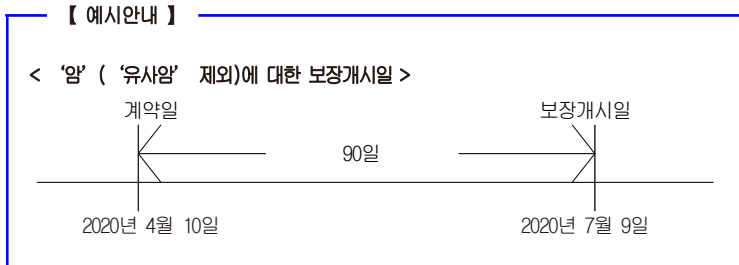 【 예시안내 】
< ‘암’ ( ‘유사암’ 제외)에 대한 보장개시일 >
계약일 보장개시일
90일
2020년 4월 10일 2020년 7월 9일